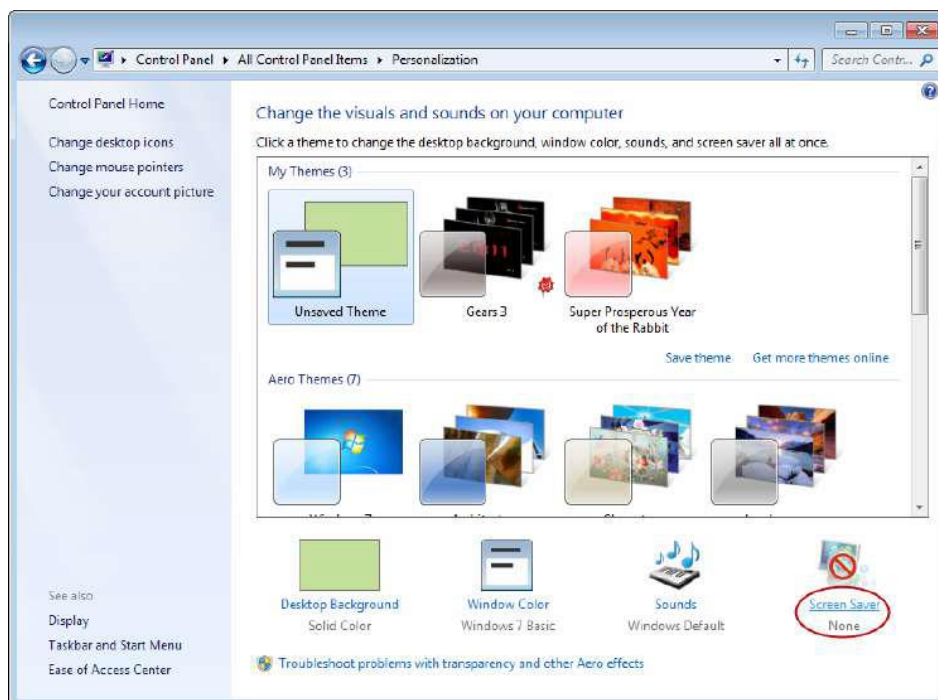 Control Panel ▸ All Control Panel Items ▸ Personalization
Search Contr...
Control Panel Home
Change desktop icons
Change mouse pointers
Change your account picture
Change the visuals and sounds on your computer
Click a theme to change the desktop background, window color, sounds, and screen saver all at once.
My Themes (3)
Unsaved Theme
Gears 3
Super Prosperous Year
of the Rabbit
Save theme Get more themes online
Aero Themes (7)
Desktop Background
Solid Color
Window Color
Windows 7 Basic
Sounds
Windows Default
Screen Saver
None
See also
Display
Taskbar and Start Menu
Ease of Access Center
Troubleshoot problems with transparency and other Aero effects